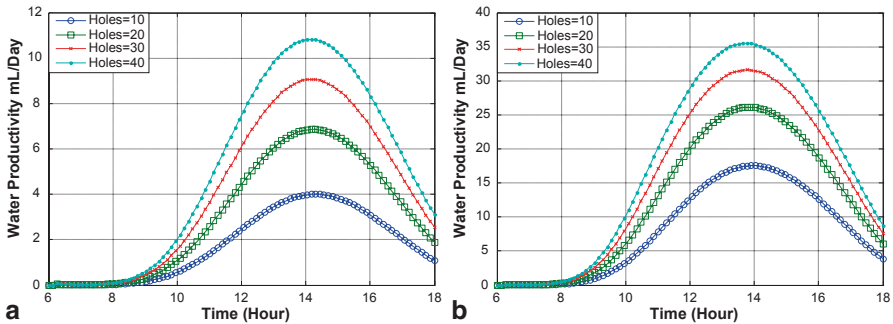 12
10
8
6
4
2
0
Water Productivity mL/Day
Holes=10
Holes=20
Holes=30
Holes=40
6 8 10 12 14 16 18
Time (Hour)
a
40
35
30
25
20
15
10
5
0
Water Productivity mL/Day
Holes=10
Holes=20
Holes=30
Holes=40
6 8 10 12 14 16 18
Time (Hour)
b